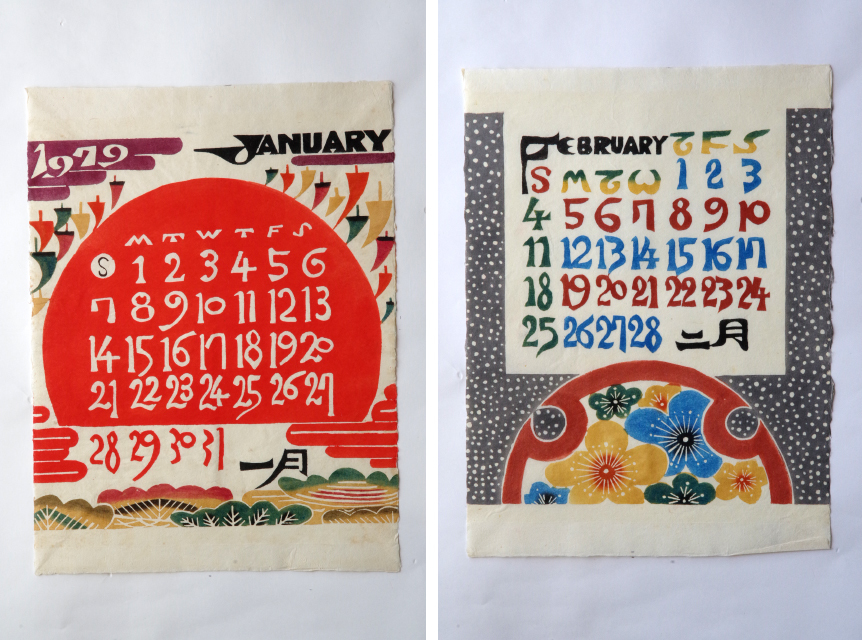 1979 JANUARY
M T W T F S
S 1 2 3 4 5 6
7 8 9 10 11 12 13
14 15 16 17 18 19 20
21 22 23 24 25 26 27
28 29 30 31 一月
FEBRUARY T F S
S M T W 1 2 3
4 5 6 7 8 9 10
11 12 13 14 15 16 17
18 19 20 21 22 23 24
25 26 27 28 二月